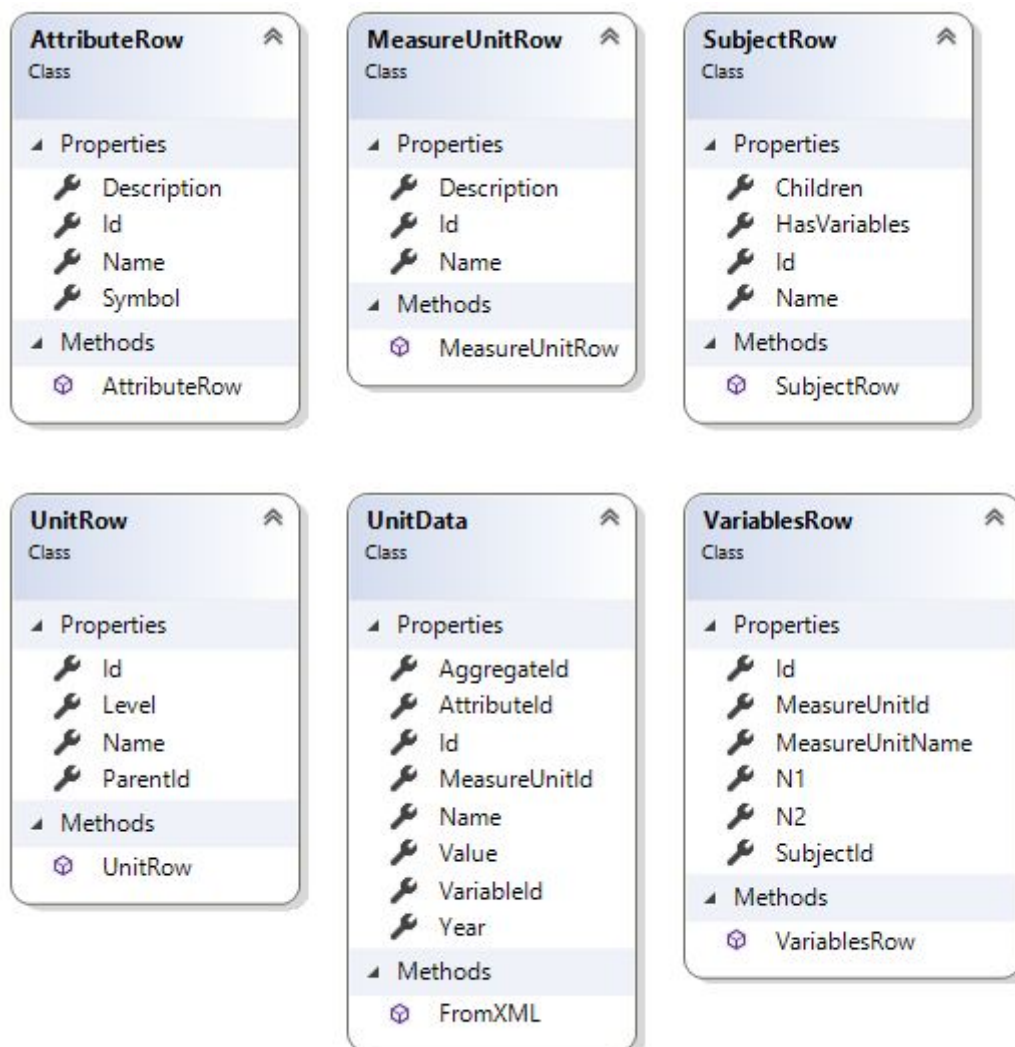 AttributeRow
Class
Properties
Description
Id
Name
Symbol
Methods
AttributeRow
MeasureUnitRow
Class
Properties
Description
Id
Name
Methods
MeasureUnitRow
SubjectRow
Class
Properties
Children
HasVariables
Id
Name
Methods
SubjectRow
UnitRow
Class
Properties
Id
Level
Name
ParentId
Methods
UnitRow
UnitData
Class
Properties
AggregateId
AttributeId
Id
MeasureUnitId
Name
Value
VariableId
Year
Methods
FromXML
VariablesRow
Class
Properties
Id
MeasureUnitId
MeasureUnitName
N1
N2
SubjectId
Methods
VariablesRow